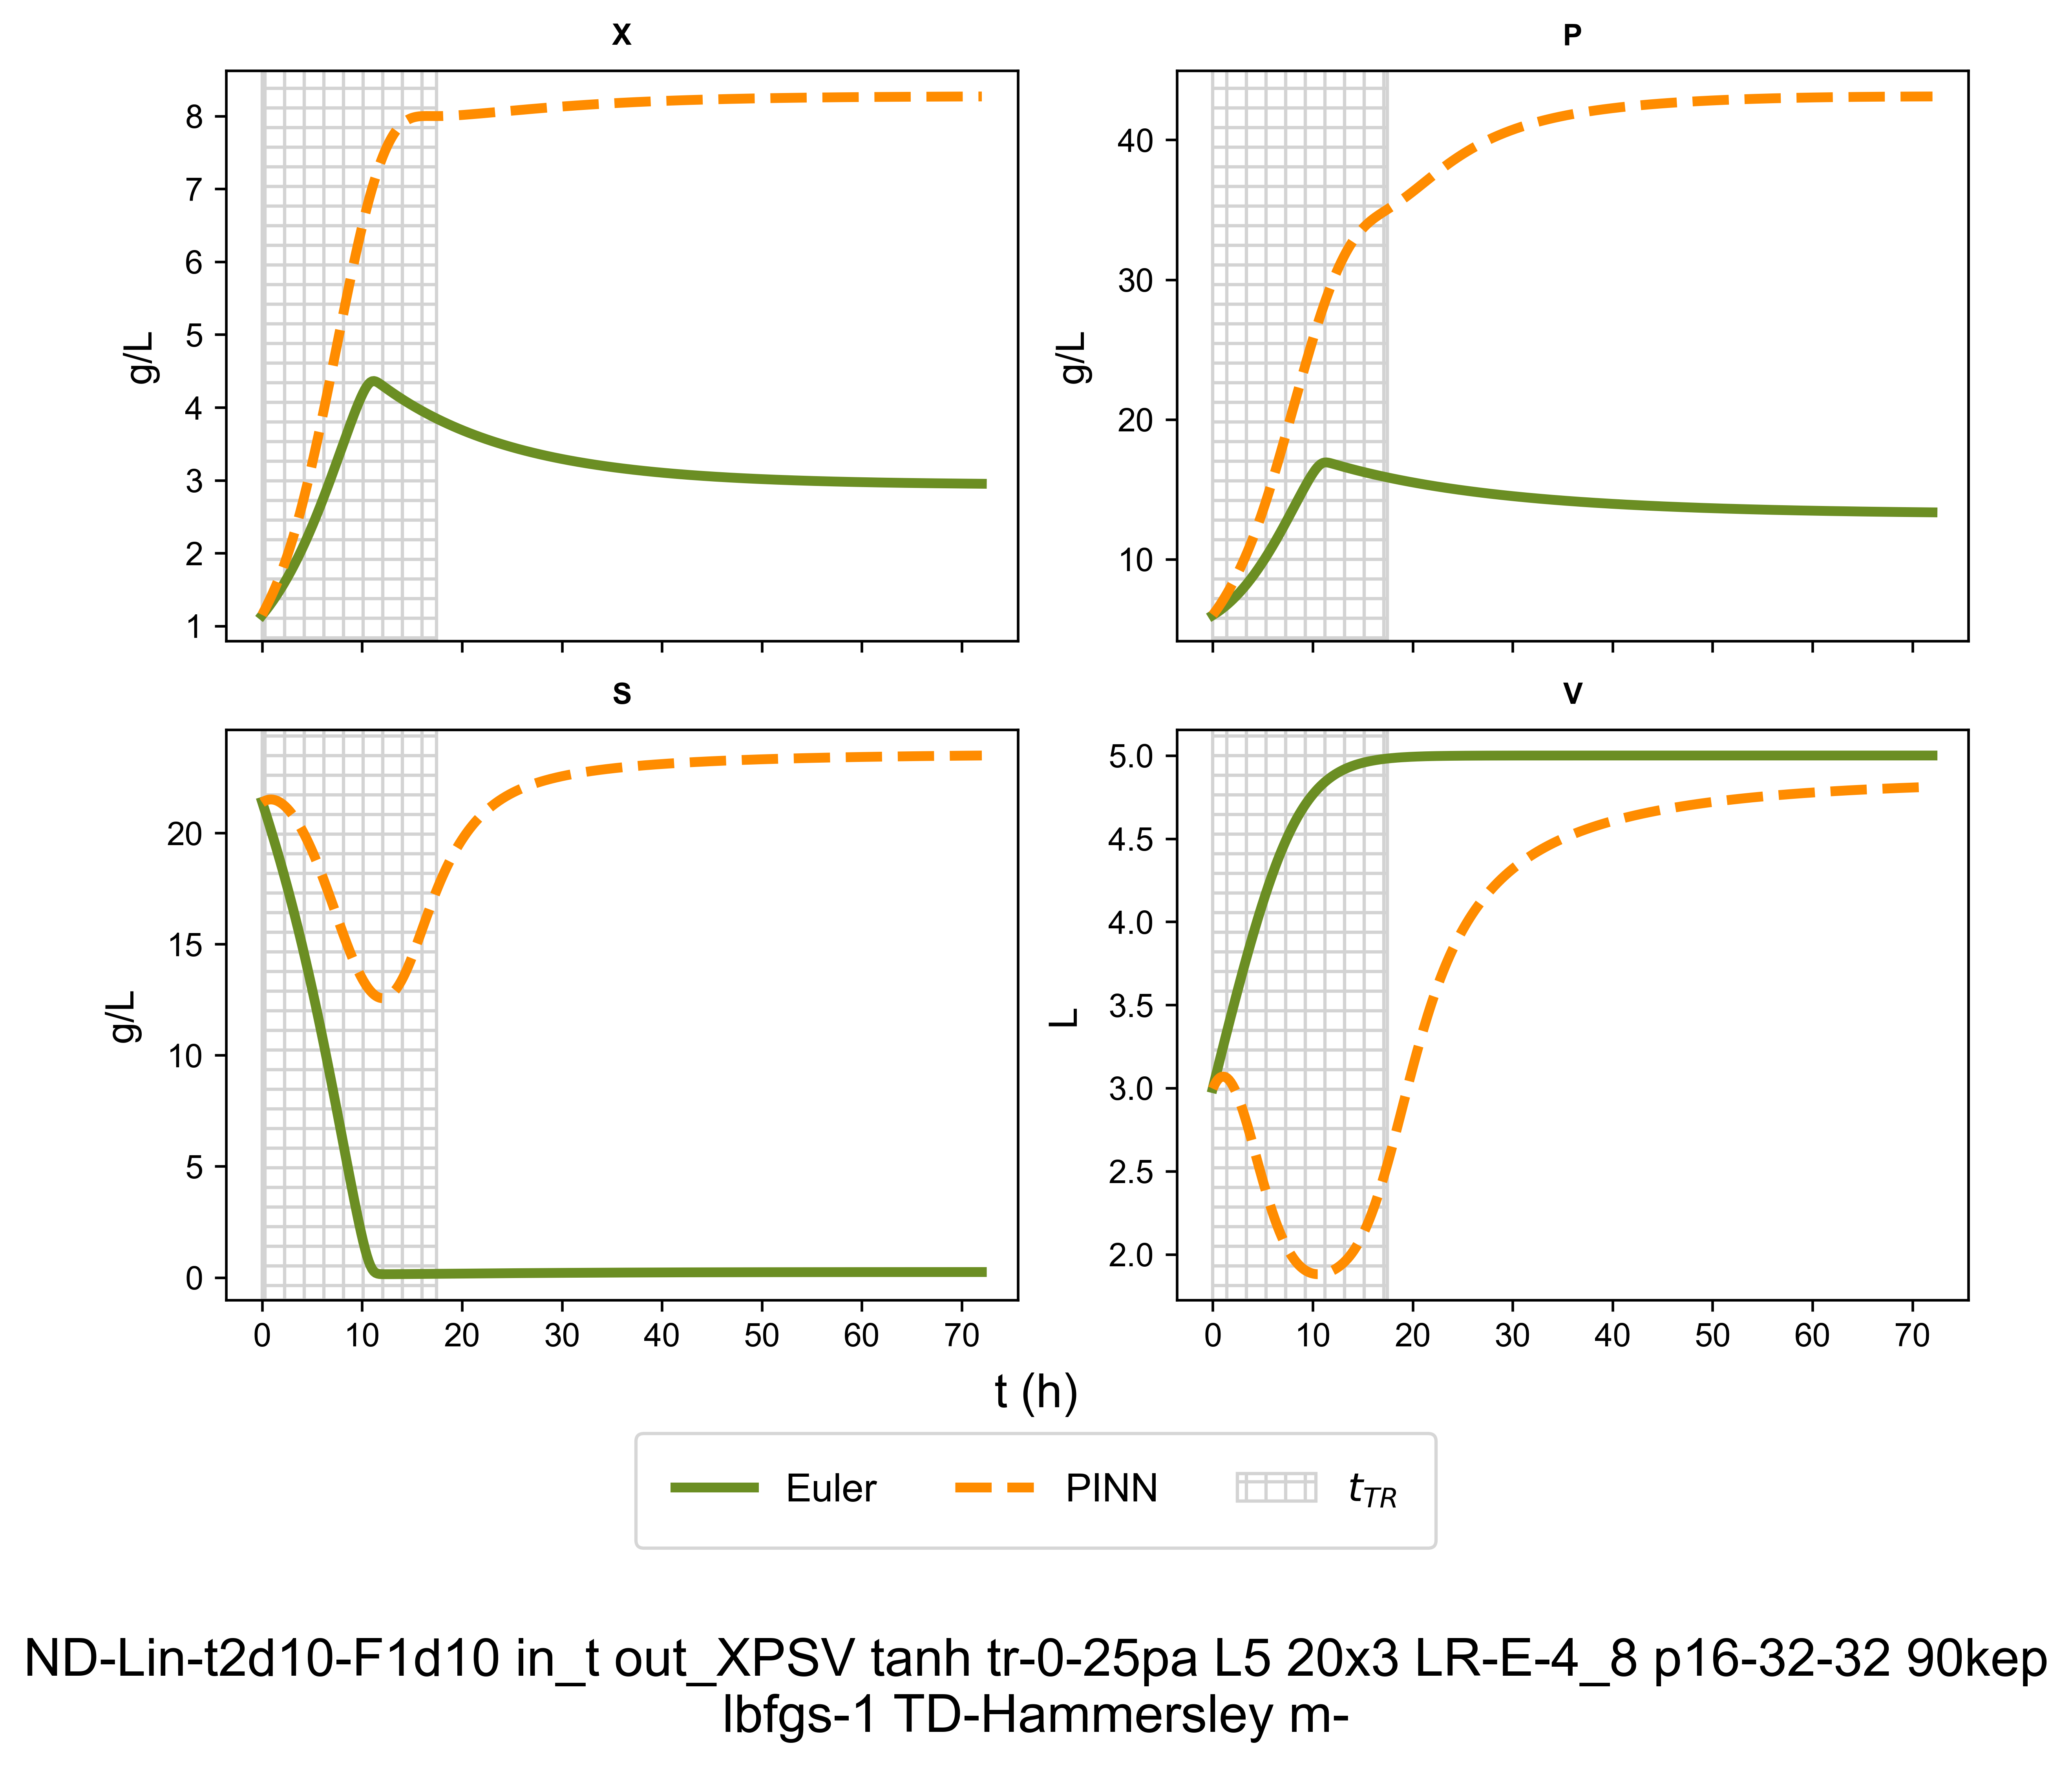 X
8
7
6
5
4
3
2
1
g/L
P
40
30
20
10
g/L
S
20
15
10
5
0
g/L
0 10 20 30 40 50 60 70
V
5.0
4.5
4.0
3.5
3.0
2.5
2.0
L
0 10 20 30 40 50 60 70
t (h)
Euler PINN t_TR
ND-Lin-t2d10-F1d10 in_t out_XPSV tanh tr-0-25pa L5 20x3 LR-E-4_8 p16-32-32 90kep
lbfgs-1 TD-Hammersley m-